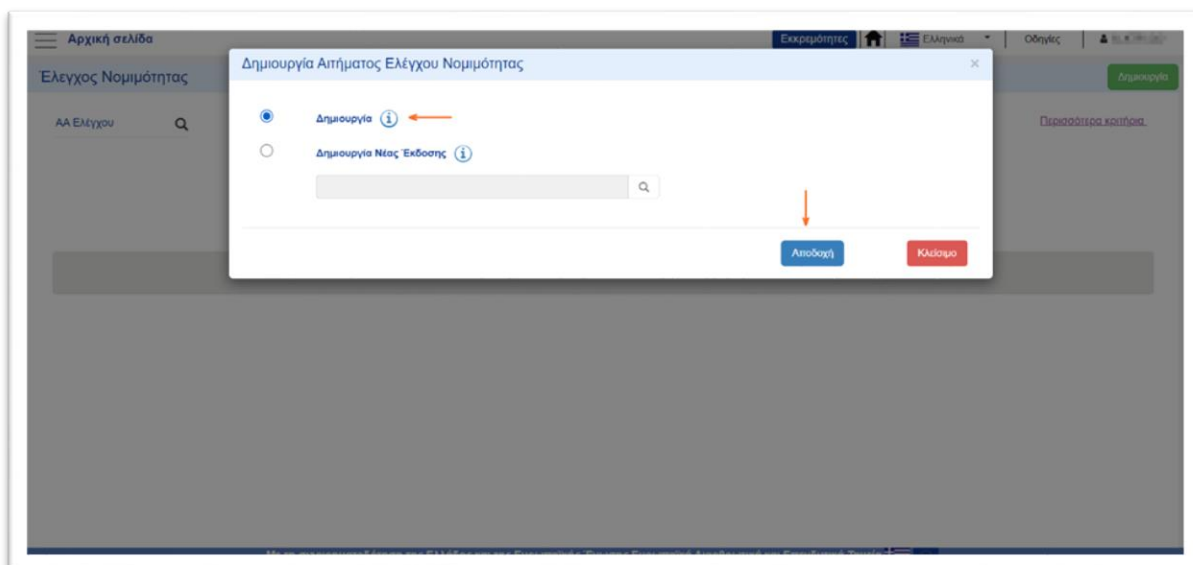 Αρχική σελίδα Εκκρεμότητες Ελληνικά Οδηγίες
Δημιουργία Αιτήματος Ελέγχου Νομιμότητας ×
Έλεγχος Νομιμότητας Δημιουργία
ΑΑ Ελέγχου Δημιουργία i Περισσότερα κριτήρια
Δημιουργία Νέας Έκδοσης i
Αποδοχή Κλείσιμο